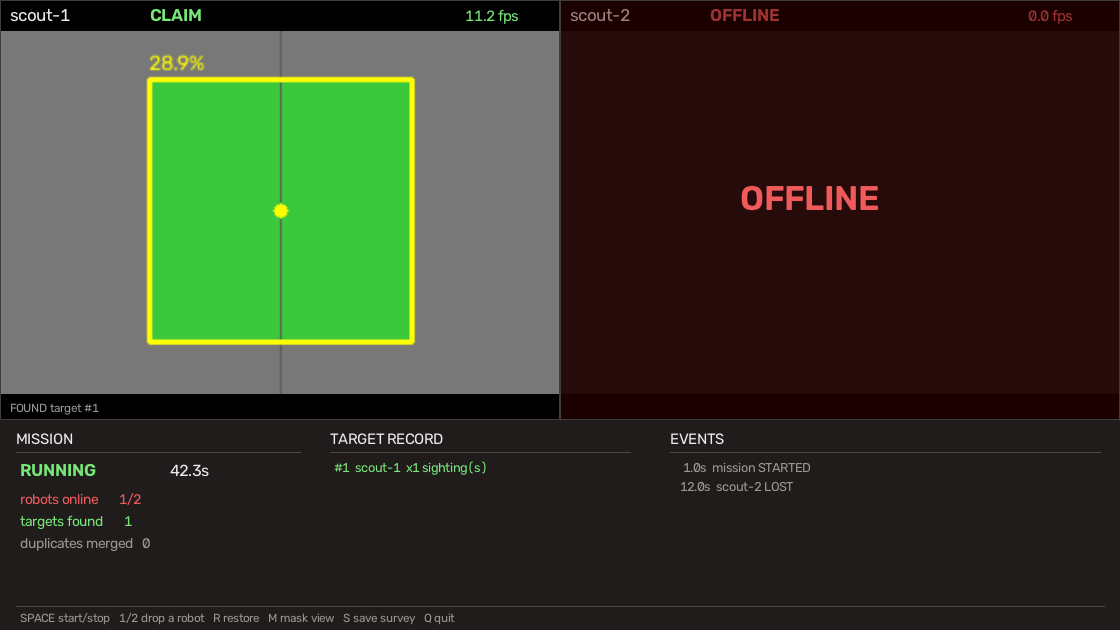 scout-1 CLAIM 11.2 fps
scout-2 OFFLINE 0.0 fps
28.9%
OFFLINE
FOUND target #1
MISSION
RUNNING 42.3s
robots online 1/2
targets found 1
duplicates merged 0
TARGET RECORD
#1 scout-1 x1 sighting(s)
EVENTS
1.0s mission STARTED
12.0s scout-2 LOST
SPACE start/stop 1/2 drop a robot R restore M mask view S save survey Q quit